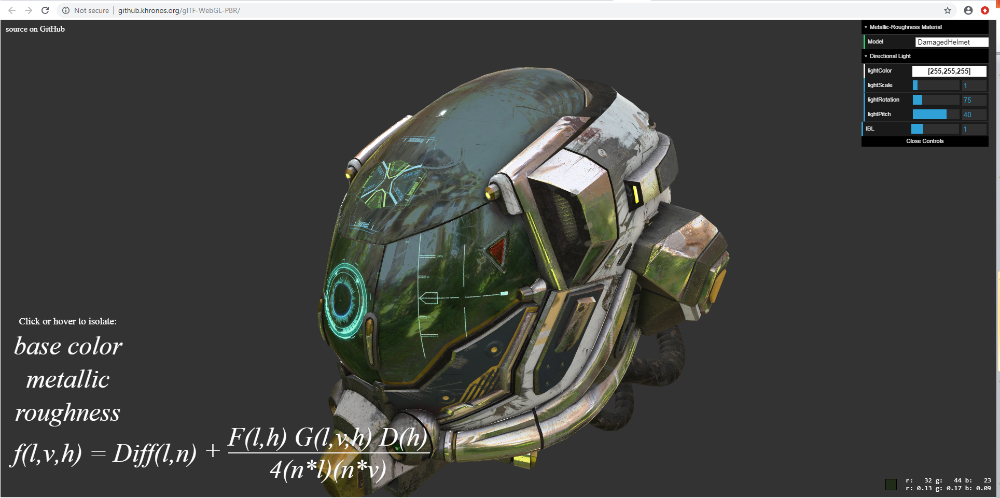 Not secure | github.khronos.org/glTF-WebGL-PBR/
source on GitHub
Metallic-Roughness Material
Model DamagedHelmet
Directional Light
lightColor [255,255,255]
lightScale 1
lightRotation 75
lightPitch 40
IBL 1
Close Controls
Click or hover to isolate:
base color
metallic
roughness
f(l,v,h) = Diff(l,n) + F(l,h) G(l,v,h) D(h)
4(n*l)(n*v)
r: 32 g: 44 b: 23
r: 0.13 g: 0.17 b: 0.09